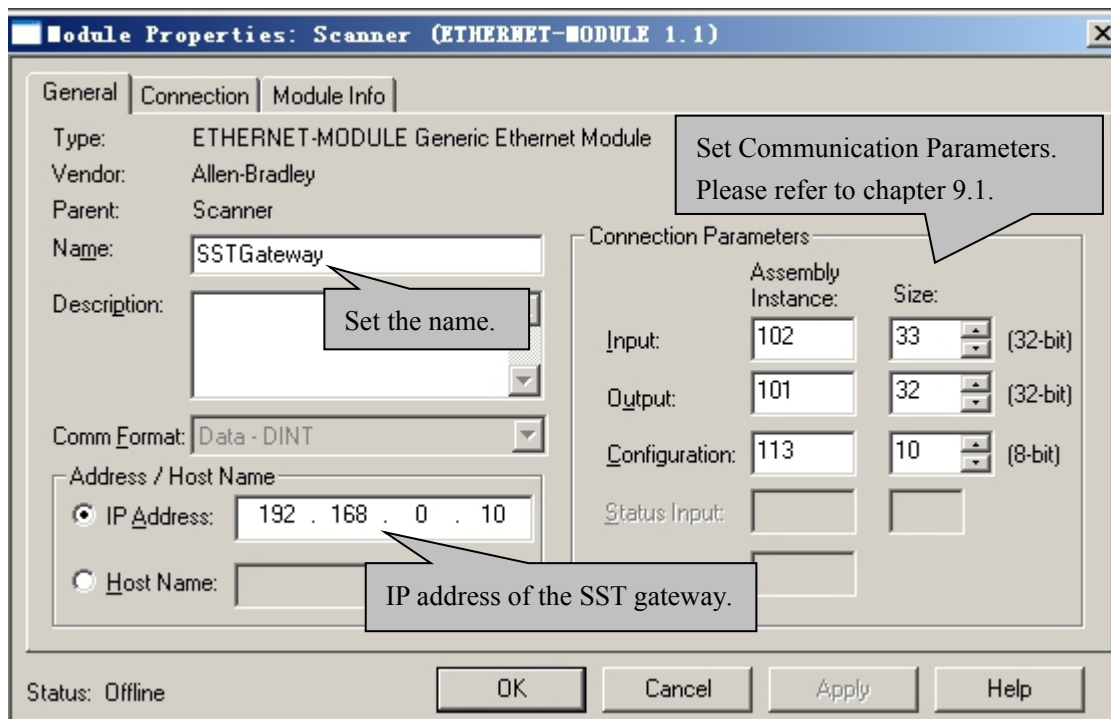 Module Properties: Scanner (ETHERNET-MODULE 1.1)
General
Connection
Module Info
Type: ETHERNET-MODULE Generic Ethernet Module
Vendor: Allen-Bradley
Parent: Scanner
Name: SSTGateway
Set the name.
Description:
Comm Format: Data - DINT
Address / Host Name
IP Address: 192 . 168 . 0 . 10
IP address of the SST gateway.
Host Name:
Set Communication Parameters.
Please refer to chapter 9.1.
Connection Parameters
Assembly
Instance:
Size:
Input: 102 33 (32-bit)
Output: 101 32 (32-bit)
Configuration: 113 10 (8-bit)
Status Input:
Status: Offline
OK
Cancel
Apply
Help